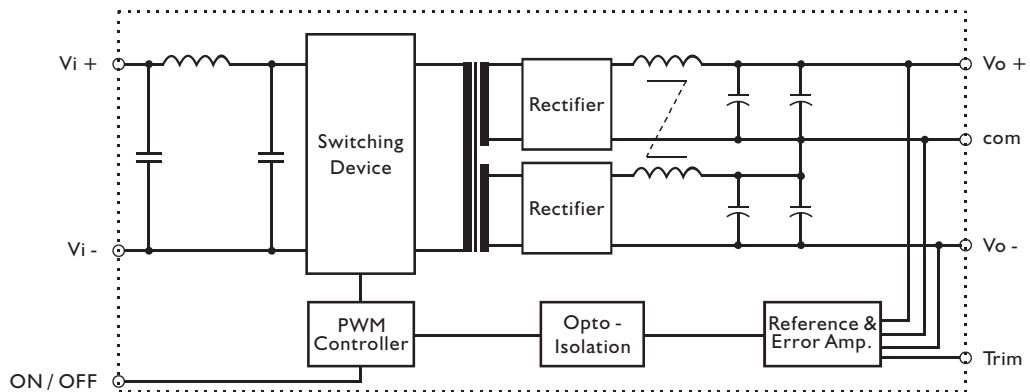 Vi +
Switching
Device
Rectifier
Vo +
com
Rectifier
Vi -
Vo -
PWM
Controller
Opto -
Isolation
Reference &
Error Amp.
Trim
ON / OFF